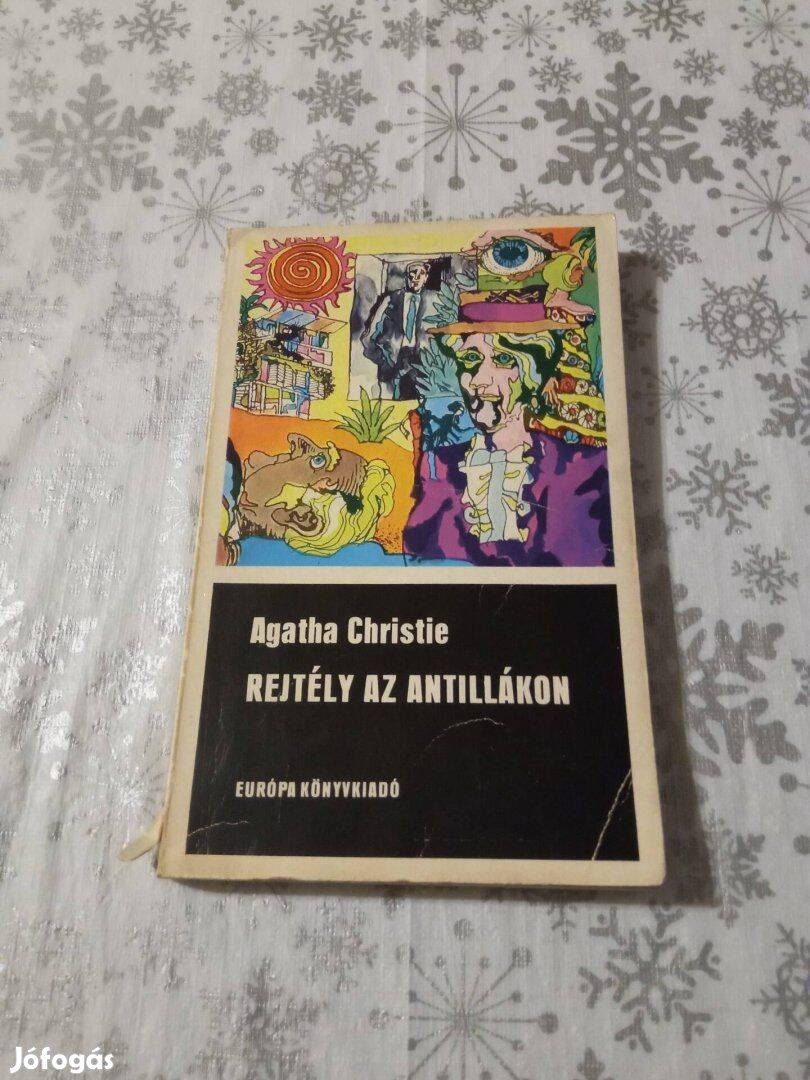 Agatha Christie
REJTÉLY AZ ANTILLÁKON
EURÓPA KÖNYVKIADÓ
Jófogás